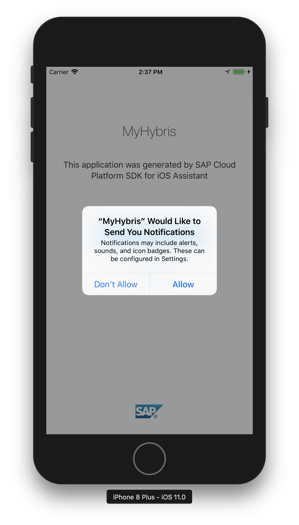 Carrier 2:37 PM
MyHybris
This application was generated by SAP Cloud
Platform SDK for iOS Assistant
“MyHybris” Would Like to
Send You Notifications
Notifications may include alerts,
sounds, and icon badges. These can
be configured in Settings.
Don’t Allow Allow
SAP
iPhone 8 Plus - iOS 11.0